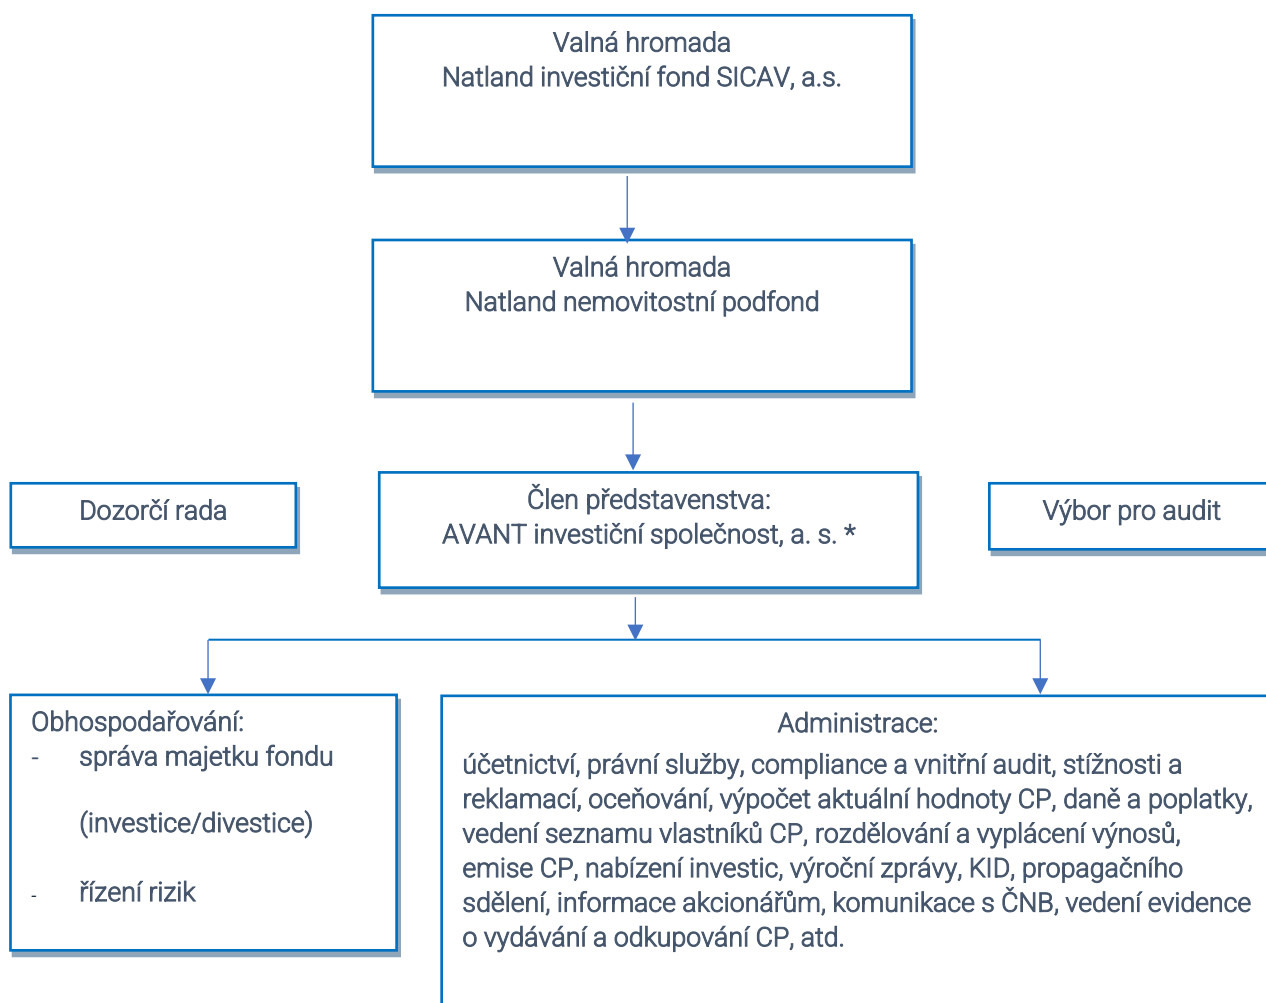 Valná hromada
Natland investiční fond SICAV, a.s.
Valná hromada
Natland nemovitostní podfond
Dozorčí rada
Člen představenstva:
AVANT investiční společnost, a. s. *
Výbor pro audit
Obhospodařování:
- správa majetku fondu
(investice/divestice)
- řízení rizik
Administrace:
účetnictví, právní služby, compliance a vnitřní audit, stížnosti a
reklamací, oceňování, výpočet aktuální hodnoty CP, daně a poplatky,
vedení seznamu vlastníků CP, rozdělování a vyplácení výnosů,
emise CP, nabízení investic, výroční zprávy, KID, propagačního
sdělení, informace akcionářům, komunikace s ČNB, vedení evidence
o vydávání a odkupování CP, atd.